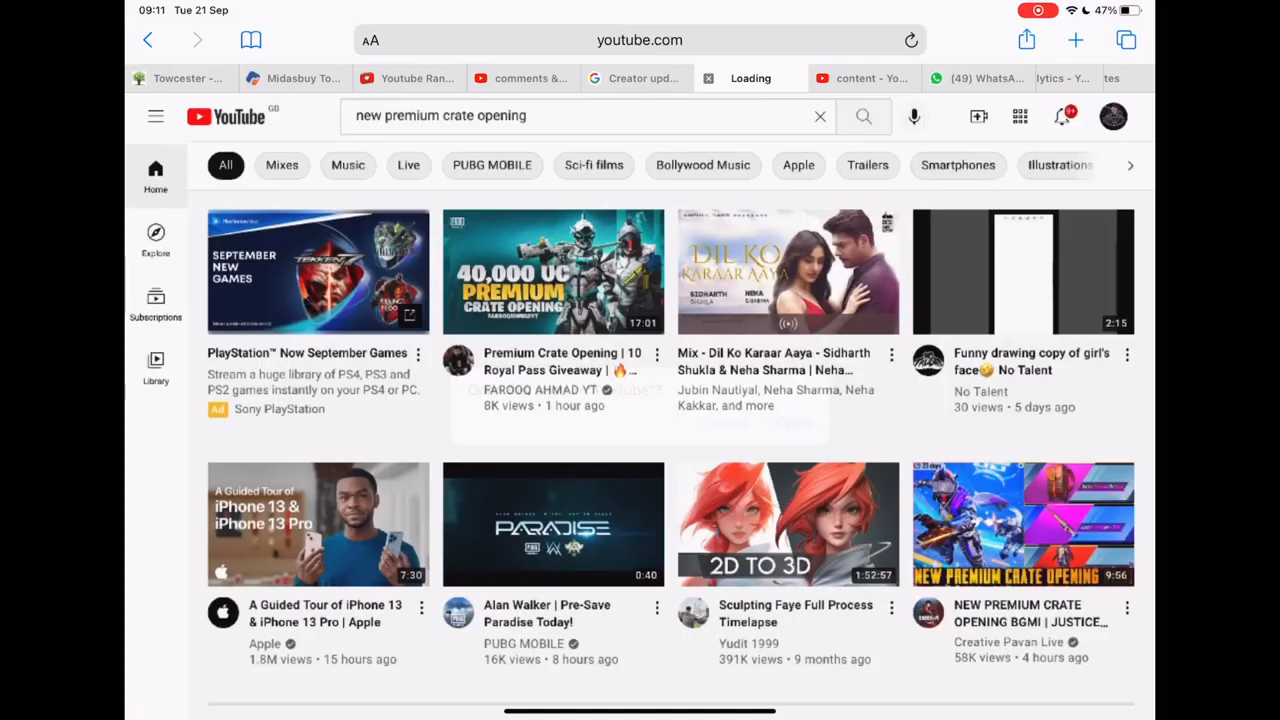 09:11 Tue 21 Sep
47%
AA
youtube.com
Towcester -...
Midasbuy To...
Youtube Ran...
comments &...
Creator upd...
Loading
content - Yo...
(49) WhatsA...
lytics - Y...
tes
YouTube GB
new premium crate opening
9+
All
Mixes
Music
Live
PUBG MOBILE
Sci-fi films
Bollywood Music
Apple
Trailers
Smartphones
Illustrations
Home
Explore
Subscriptions
Library
SEPTEMBER
NEW
GAMES
TEKKEN 7
40,000 UC
PREMIUM
CRATE OPENING
17:01
DIL KO
KARAAR AAYA
SIDHARTH
SHUKLA
NEHA
SHARMA
2:15
PlayStation™ Now September Games
Stream a huge library of PS4, PS3 and
PS2 games instantly on your PS4 or PC.
Ad Sony PlayStation
Premium Crate Opening | 10
Royal Pass Giveaway | 🔥...
FAROOQ AHMAD YT
8K views • 1 hour ago
Mix - Dil Ko Karaar Aaya - Sidharth
Shukla & Neha Sharma | Neha...
Jubin Nautiyal, Neha Sharma, Neha
Kakkar, and more
Funny drawing copy of girl's
face🤣 No Talent
No Talent
30 views • 5 days ago
A Guided Tour of
iPhone 13 &
iPhone 13 Pro
7:30
PARADISE
0:40
2D TO 3D
1:52:57
NEW PREMIUM CRATE OPENING
9:56
A Guided Tour of iPhone 13
& iPhone 13 Pro | Apple
Apple
1.8M views • 15 hours ago
Alan Walker | Pre-Save
Paradise Today!
PUBG MOBILE
16K views • 8 hours ago
Sculpting Faye Full Process
Timelapse
Yudit 1999
391K views • 9 months ago
NEW PREMIUM CRATE
OPENING BGMI | JUSTICE...
Creative Pavan Live
58K views • 4 hours ago